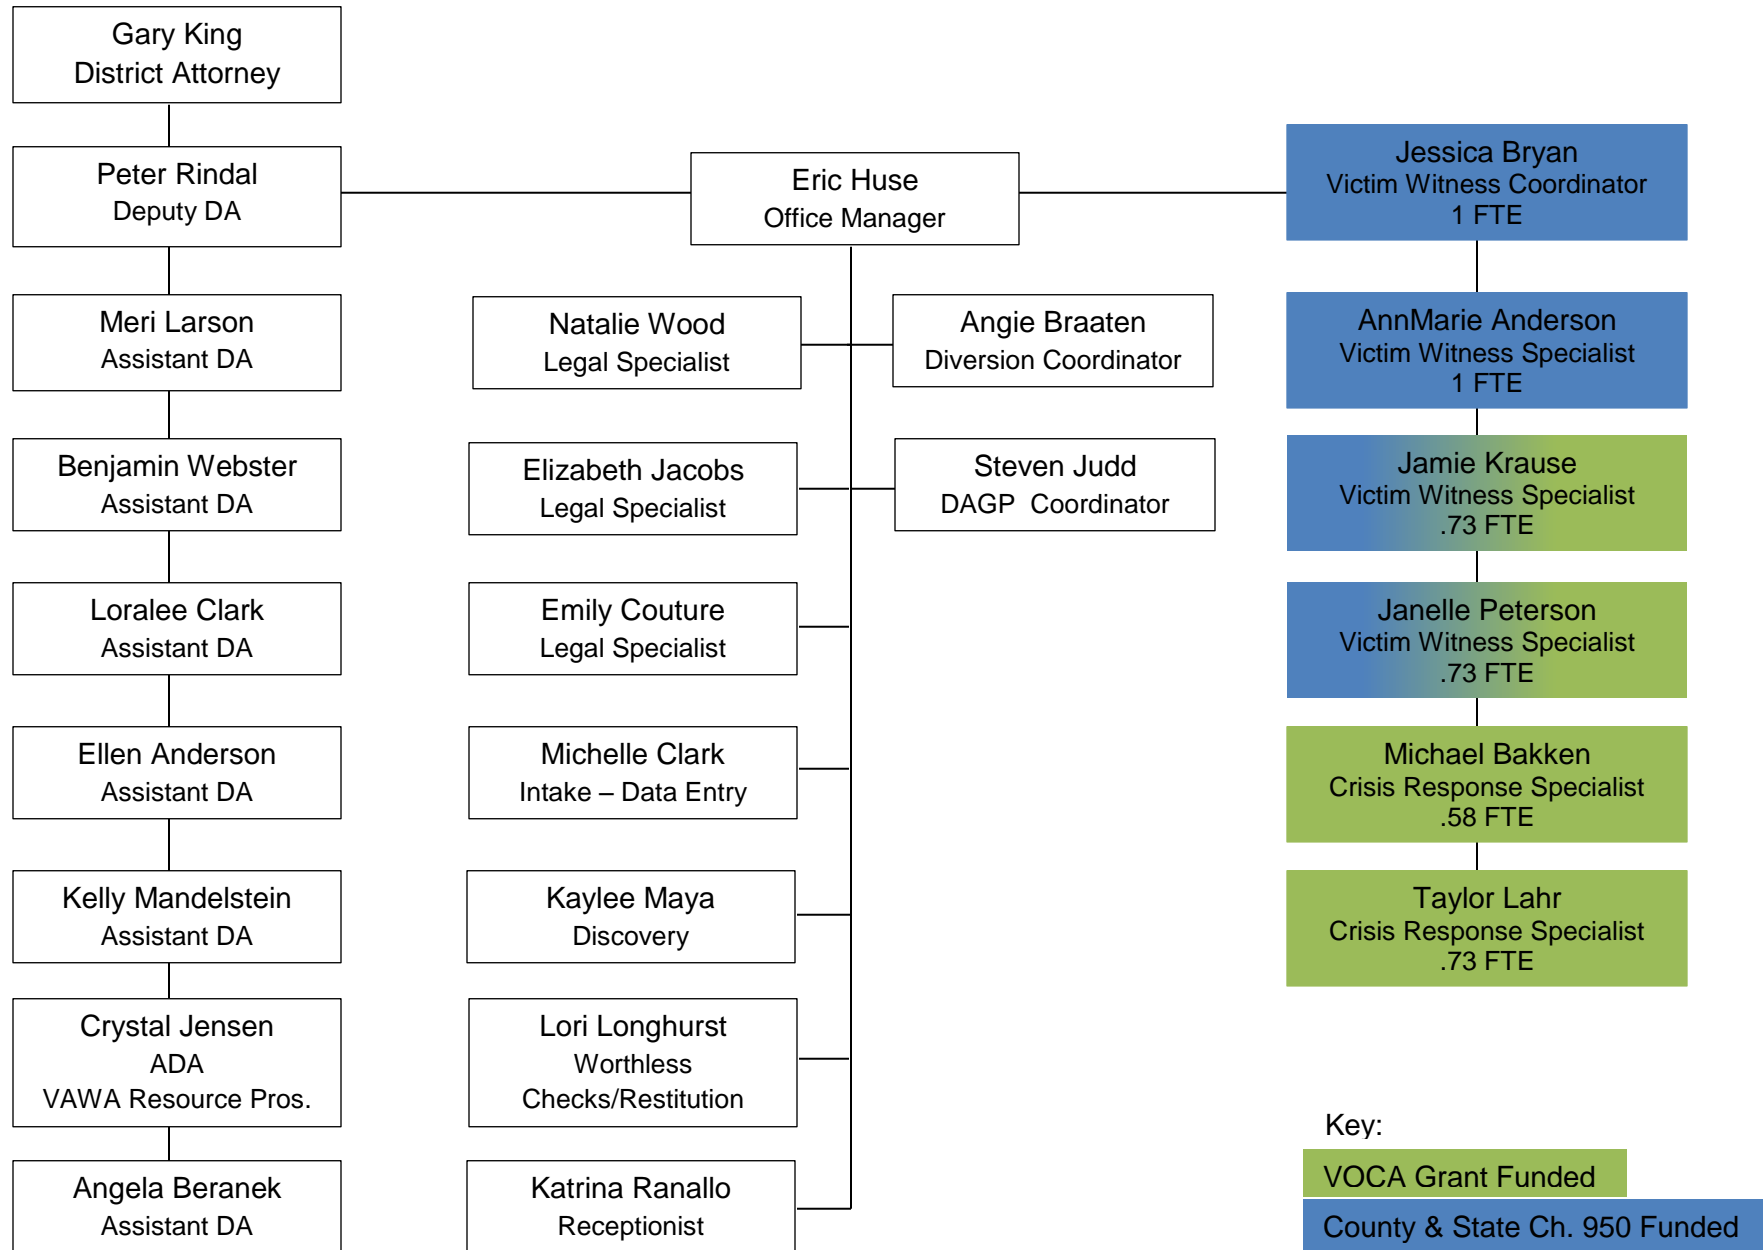 Gary King
District Attorney
Peter Rindal
Deputy DA
Meri Larson
Assistant DA
Benjamin Webster
Assistant DA
Loralee Clark
Assistant DA
Ellen Anderson
Assistant DA
Kelly Mandelstein
Assistant DA
Crystal Jensen
ADA
VAWA Resource Pros.
Angela Beranek
Assistant DA
Eric Huse
Office Manager
Natalie Wood
Legal Specialist
Elizabeth Jacobs
Legal Specialist
Emily Couture
Legal Specialist
Michelle Clark
Intake – Data Entry
Kaylee Maya
Discovery
Lori Longhurst
Worthless
Checks/Restitution
Katrina Ranallo
Receptionist
Angie Braaten
Diversion Coordinator
Steven Judd
DAGP  Coordinator
Jessica Bryan
Victim Witness Coordinator
1 FTE
AnnMarie Anderson
Victim Witness Specialist
1 FTE
Jamie Krause
Victim Witness Specialist
.73 FTE
Janelle Peterson
Victim Witness Specialist
.73 FTE
Michael Bakken
Crisis Response Specialist
.58 FTE
Taylor Lahr
Crisis Response Specialist
.73 FTE
Key:
VOCA Grant Funded
County & State Ch. 950 Funded